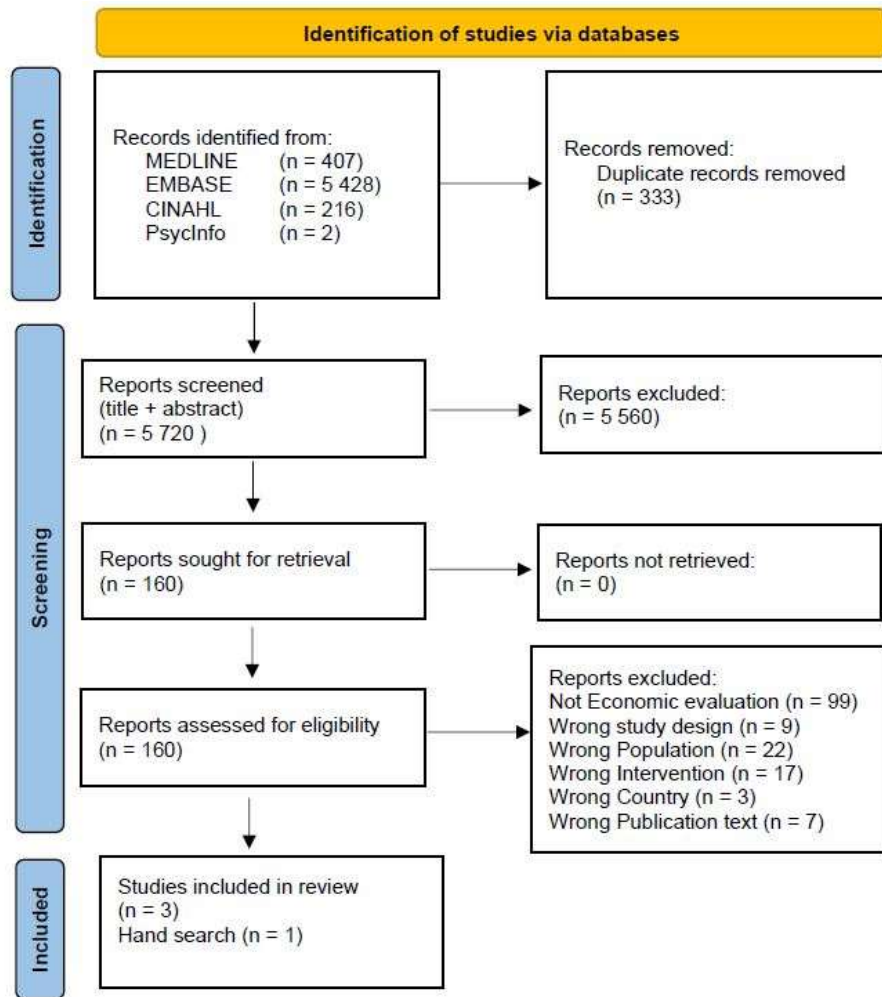 Identification of studies via databases
Identification
Records identified from:
MEDLINE (n = 407)
EMBASE (n = 5 428)
CINAHL (n = 216)
PsycInfo (n = 2)
Records removed:
Duplicate records removed
(n = 333)
Screening
Reports screened
(title + abstract)
(n = 5 720 )
Reports excluded:
(n = 5 560)
Reports sought for retrieval
(n = 160)
Reports not retrieved:
(n = 0)
Reports assessed for eligibility
(n = 160)
Reports excluded:
Not Economic evaluation (n = 99)
Wrong study design (n = 9)
Wrong Population (n = 22)
Wrong Intervention (n = 17)
Wrong Country (n = 3)
Wrong Publication text (n = 7)
Included
Studies included in review
(n = 3)
Hand search (n = 1)